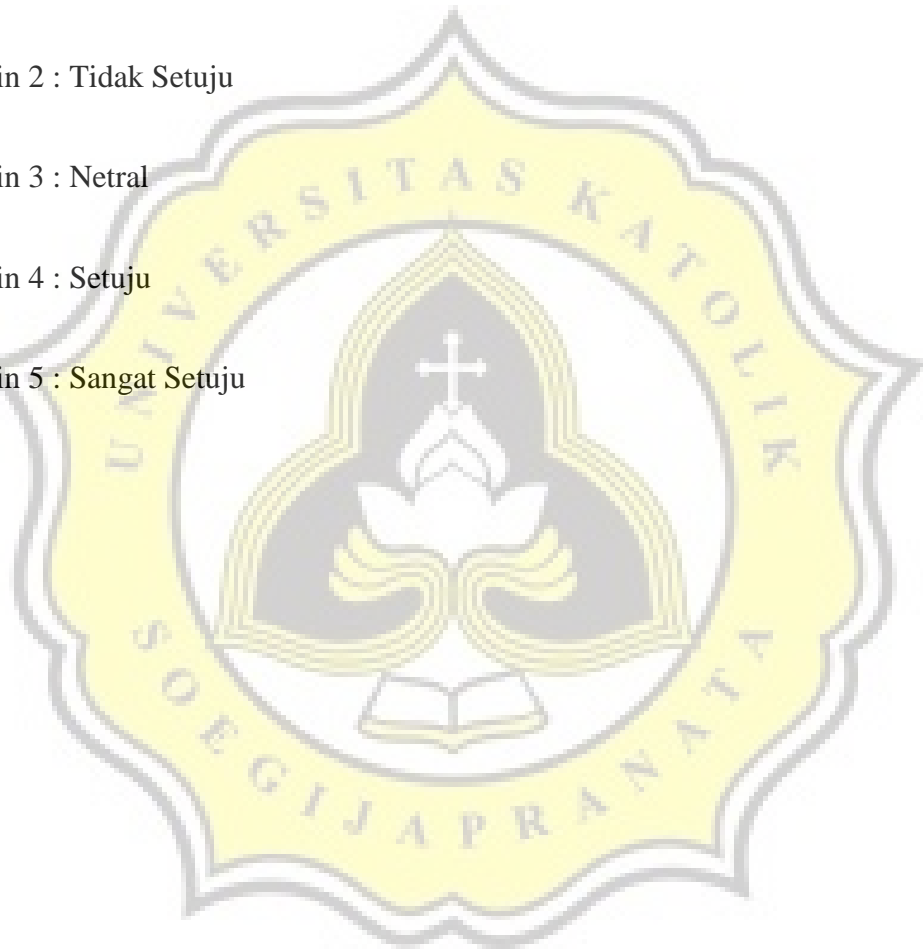 in 2 : Tidak Setuju
in 3 : Netral
in 4 : Setuju
in 5 : Sangat Setuju
UNIVERSITAS KATOLIK
SOEGIJAPRANATA